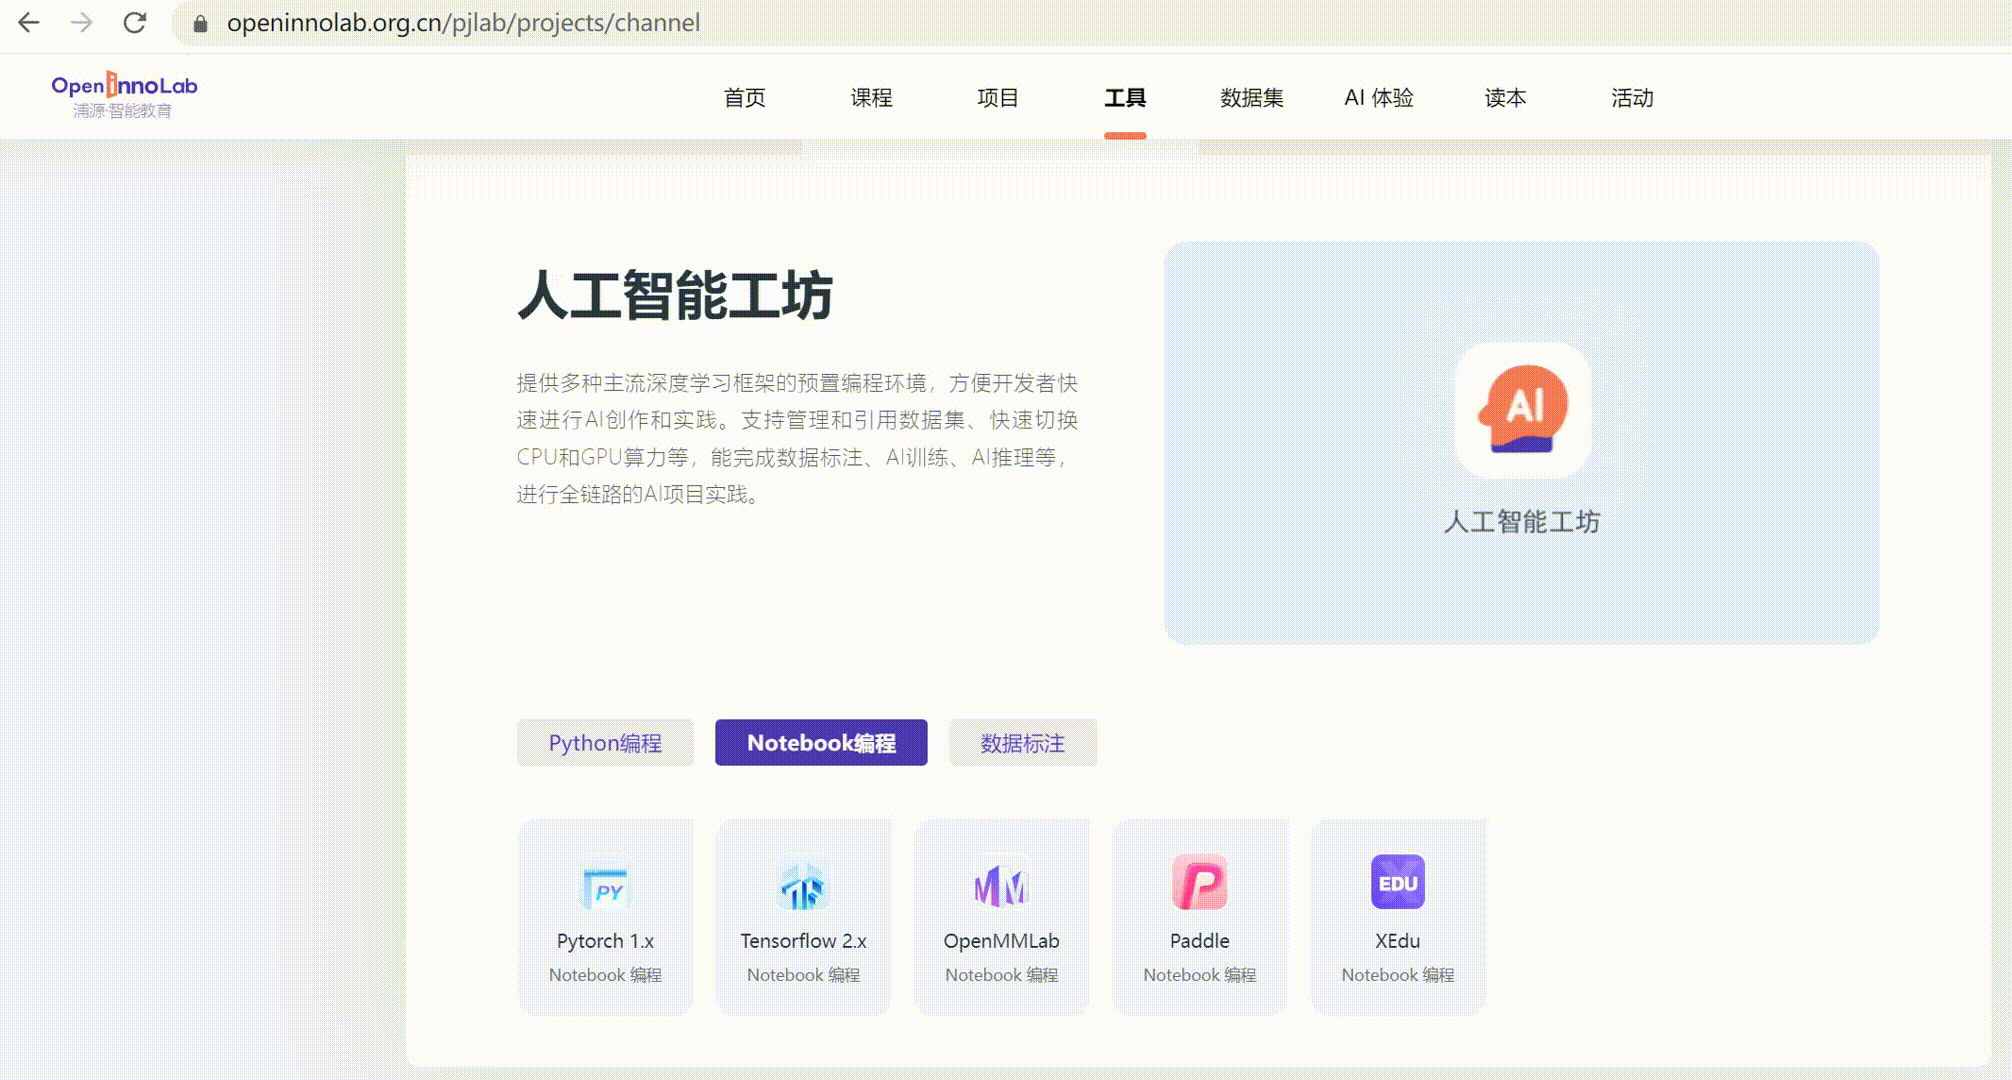 openinnolab.org.cn/pjlab/projects/channel
OpenInnoLab
浦源·智能教育
首页 课程 项目 工具 数据集 AI 体验 读本 活动
人工智能工坊
提供多种主流深度学习框架的预置编程环境，方便开发者快
速进行AI创作和实践。支持管理和引用数据集、快速切换
CPU和GPU算力等，能完成数据标注、AI训练、AI推理等，
进行全链路的AI项目实践。
AI
人工智能工坊
Python编程 Notebook编程 数据标注
PY
EDU
Pytorch 1.x Tensorflow 2.x OpenMMLab Paddle XEdu
Notebook 编程 Notebook 编程 Notebook 编程 Notebook 编程 Notebook 编程